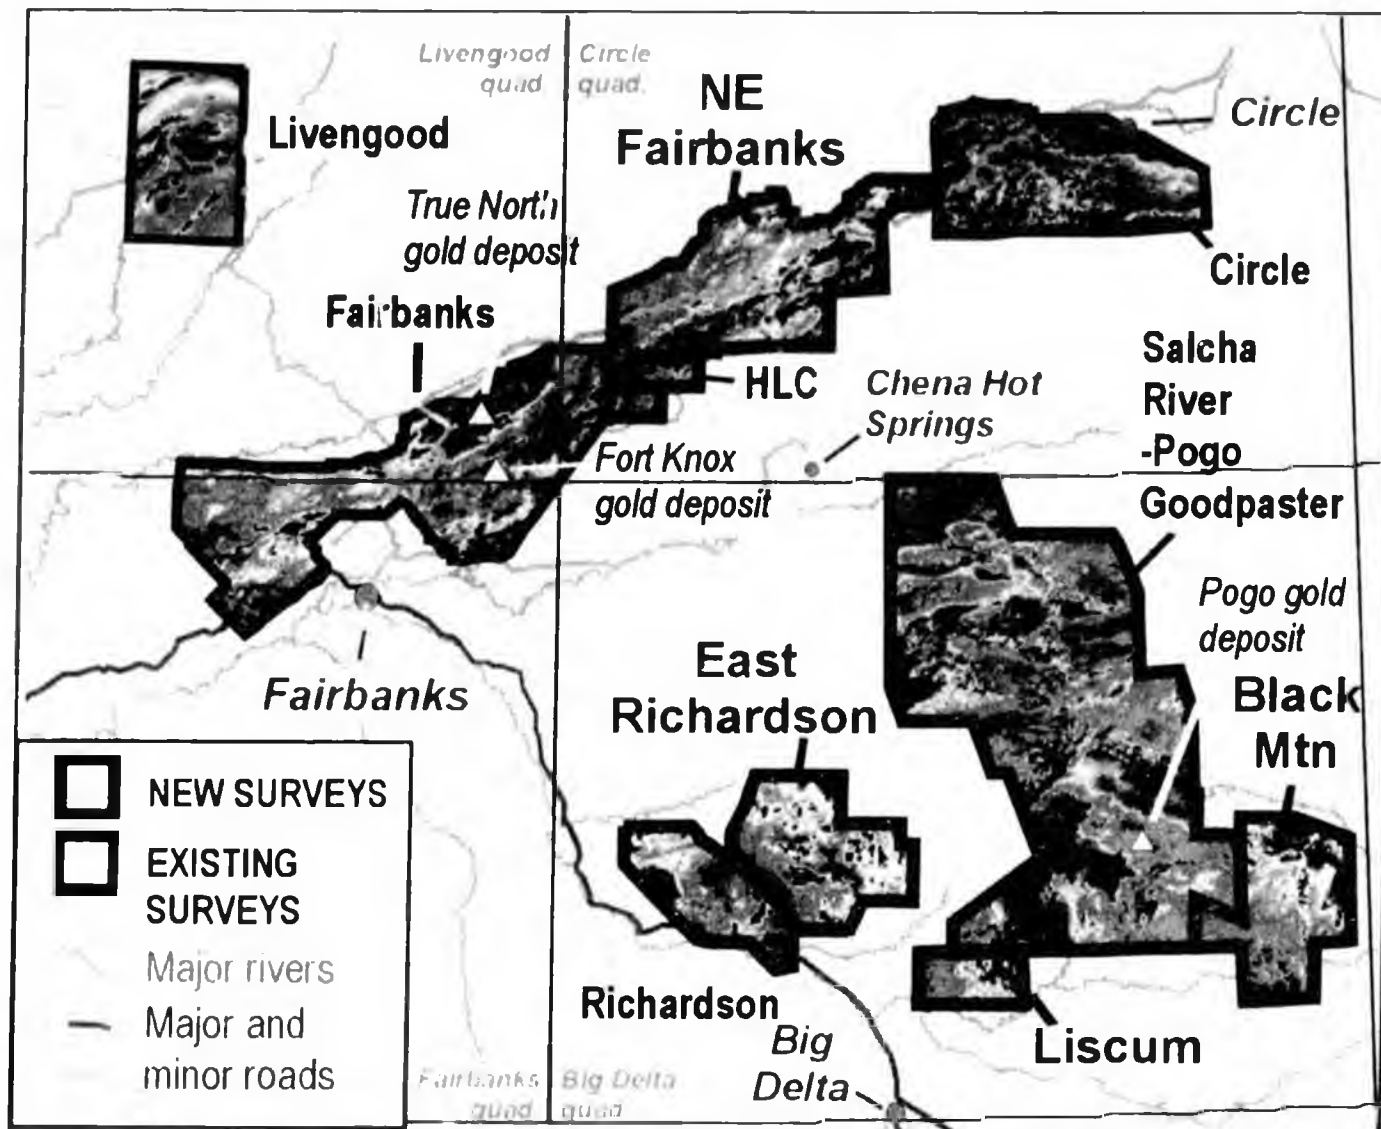 Livengood
quad
Circle
quad.
NE
Fairbanks
Circle
Livengood
True North
gold deposit
Circle
Fairbanks
Salcha
River
-Pogo
Goodpaster
HLC
Chena Hot
Springs
Fort Knox
gold deposit
Pogo gold
deposit
East
Richardson
Black
Mtn
Fairbanks
NEW SURVEYS
EXISTING
SURVEYS
Major rivers
Major and
minor roads
Richardson
Liscum
Big
Delta
Fairbanks
quad
Big Delta
quad